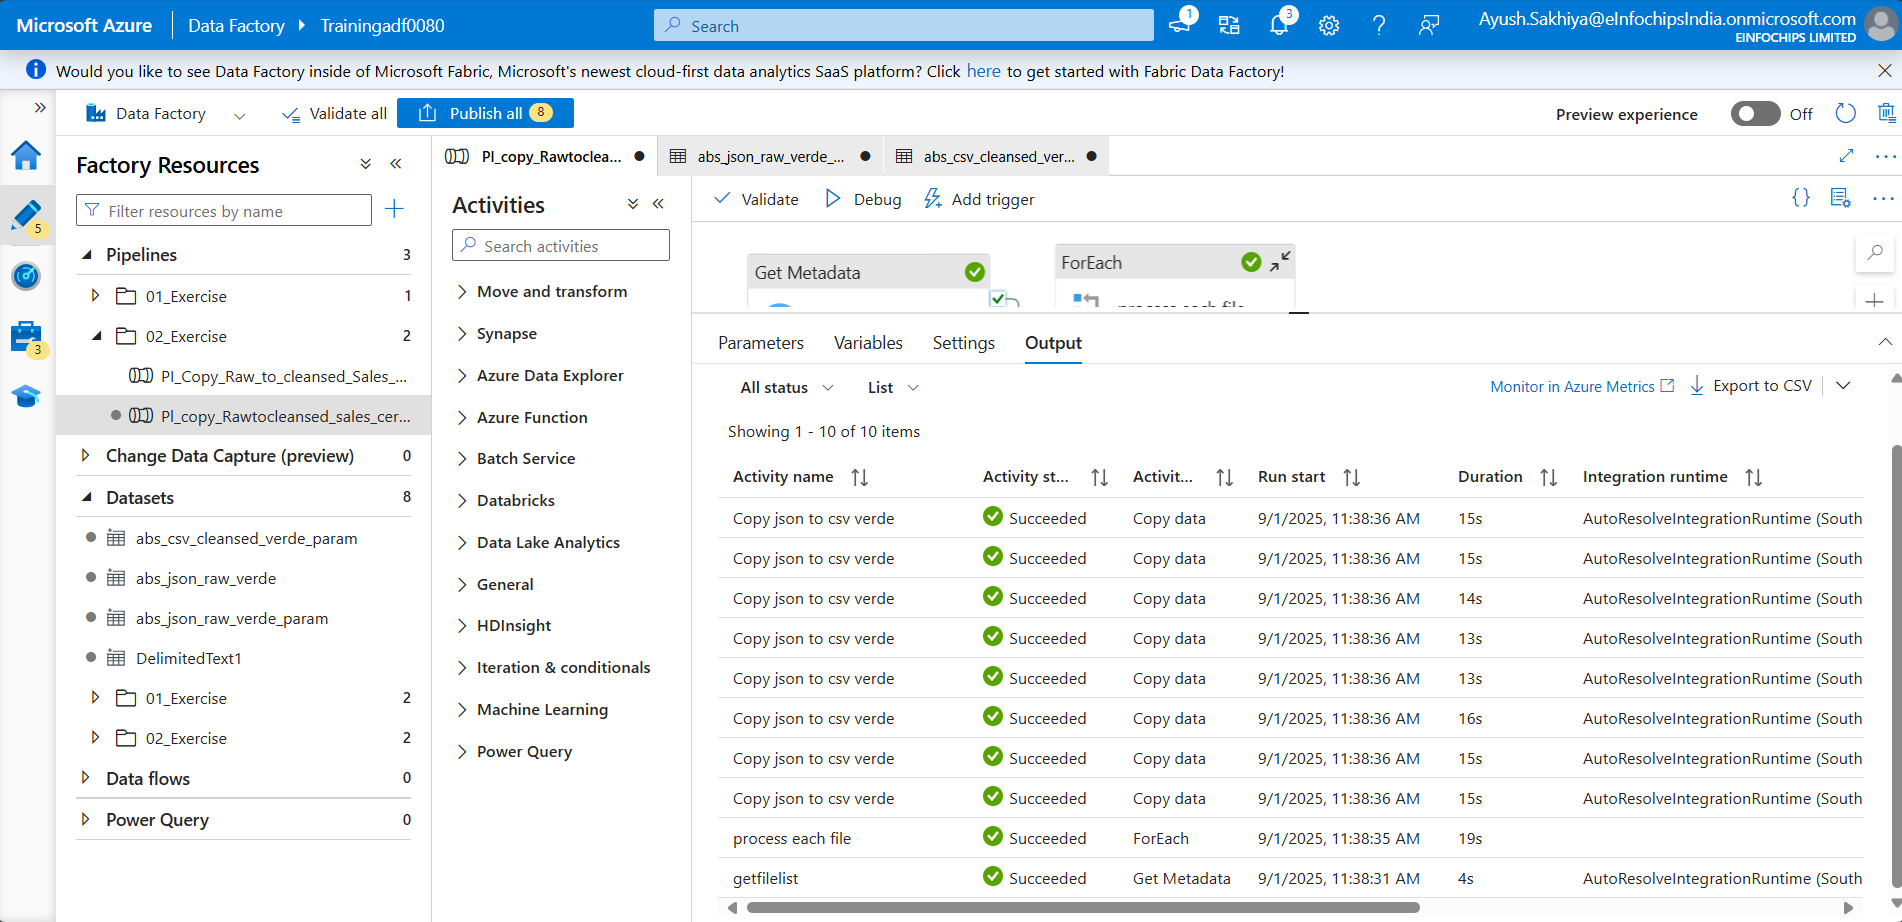 Microsoft Azure Data Factory Trainingadf0080 Search 1 3 Ayush.Sakhiya@eInfochipsIndia.onmicrosoft.com
EINFOCHIPS LIMITED
Would you like to see Data Factory inside of Microsoft Fabric, Microsoft's newest cloud-first data analytics SaaS platform? Click here to get started with Fabric Data Factory!
Data Factory Validate all Publish all 8 Preview experience Off
5
3
Factory Resources
Filter resources by name
Pipelines 3
01_Exercise 1
02_Exercise 2
Pl_Copy_Raw_to_cleansed_Sales_...
Pl_copy_Rawtocleansed_sales_cer...
Change Data Capture (preview) 0
Datasets 8
abs_csv_cleansed_verde_param
abs_json_raw_verde
abs_json_raw_verde_param
DelimitedText1
01_Exercise 2
02_Exercise 2
Data flows 0
Power Query 0
Pl_copy_Rawtoclea... abs_json_raw_verde_... abs_csv_cleansed_ver...
Activities
Search activities
Move and transform
Synapse
Azure Data Explorer
Azure Function
Batch Service
Databricks
Data Lake Analytics
General
HDInsight
Iteration & conditionals
Machine Learning
Power Query
Validate Debug Add trigger
Get Metadata
ForEach
process each file
Parameters Variables Settings Output
All status List Monitor in Azure Metrics Export to CSV
Showing 1 - 10 of 10 items
Activity name Activity st... Activit... Run start Duration Integration runtime
Copy json to csv verde Succeeded Copy data 9/1/2025, 11:38:36 AM 15s AutoResolveIntegrationRuntime (South
Copy json to csv verde Succeeded Copy data 9/1/2025, 11:38:36 AM 15s AutoResolveIntegrationRuntime (South
Copy json to csv verde Succeeded Copy data 9/1/2025, 11:38:36 AM 14s AutoResolveIntegrationRuntime (South
Copy json to csv verde Succeeded Copy data 9/1/2025, 11:38:36 AM 13s AutoResolveIntegrationRuntime (South
Copy json to csv verde Succeeded Copy data 9/1/2025, 11:38:36 AM 13s AutoResolveIntegrationRuntime (South
Copy json to csv verde Succeeded Copy data 9/1/2025, 11:38:36 AM 16s AutoResolveIntegrationRuntime (South
Copy json to csv verde Succeeded Copy data 9/1/2025, 11:38:36 AM 15s AutoResolveIntegrationRuntime (South
Copy json to csv verde Succeeded Copy data 9/1/2025, 11:38:36 AM 15s AutoResolveIntegrationRuntime (South
process each file Succeeded ForEach 9/1/2025, 11:38:35 AM 19s
getfilelist Succeeded Get Metadata 9/1/2025, 11:38:31 AM 4s AutoResolveIntegrationRuntime (South